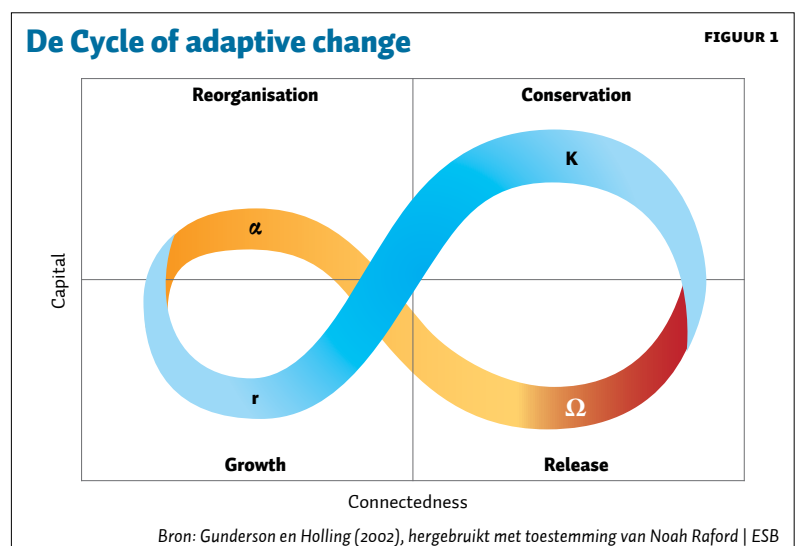 De Cycle of adaptive change
FIGUUR 1
Reorganisation
Conservation
K
α
Capital
r
Ω
Growth
Release
Connectedness
Bron: Gunderson en Holling (2002), hergebruikt met toestemming van Noah Raford | ESB